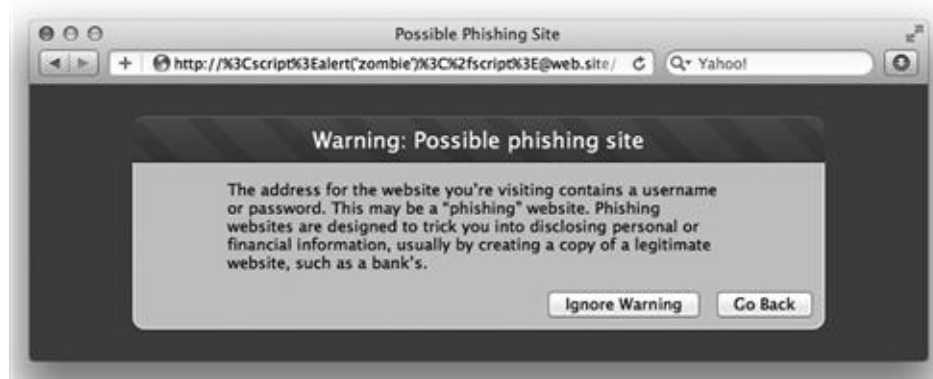 Possible Phishing Site
http://%3Cscript%3Ealert('zombie')%3C%2fscript%3E@web.site/ Yahoo!
Warning: Possible phishing site
The address for the website you're visiting contains a username
or password. This may be a "phishing" website. Phishing
websites are designed to trick you into disclosing personal or
financial information, usually by creating a copy of a legitimate
website, such as a bank's.
Ignore Warning Go Back